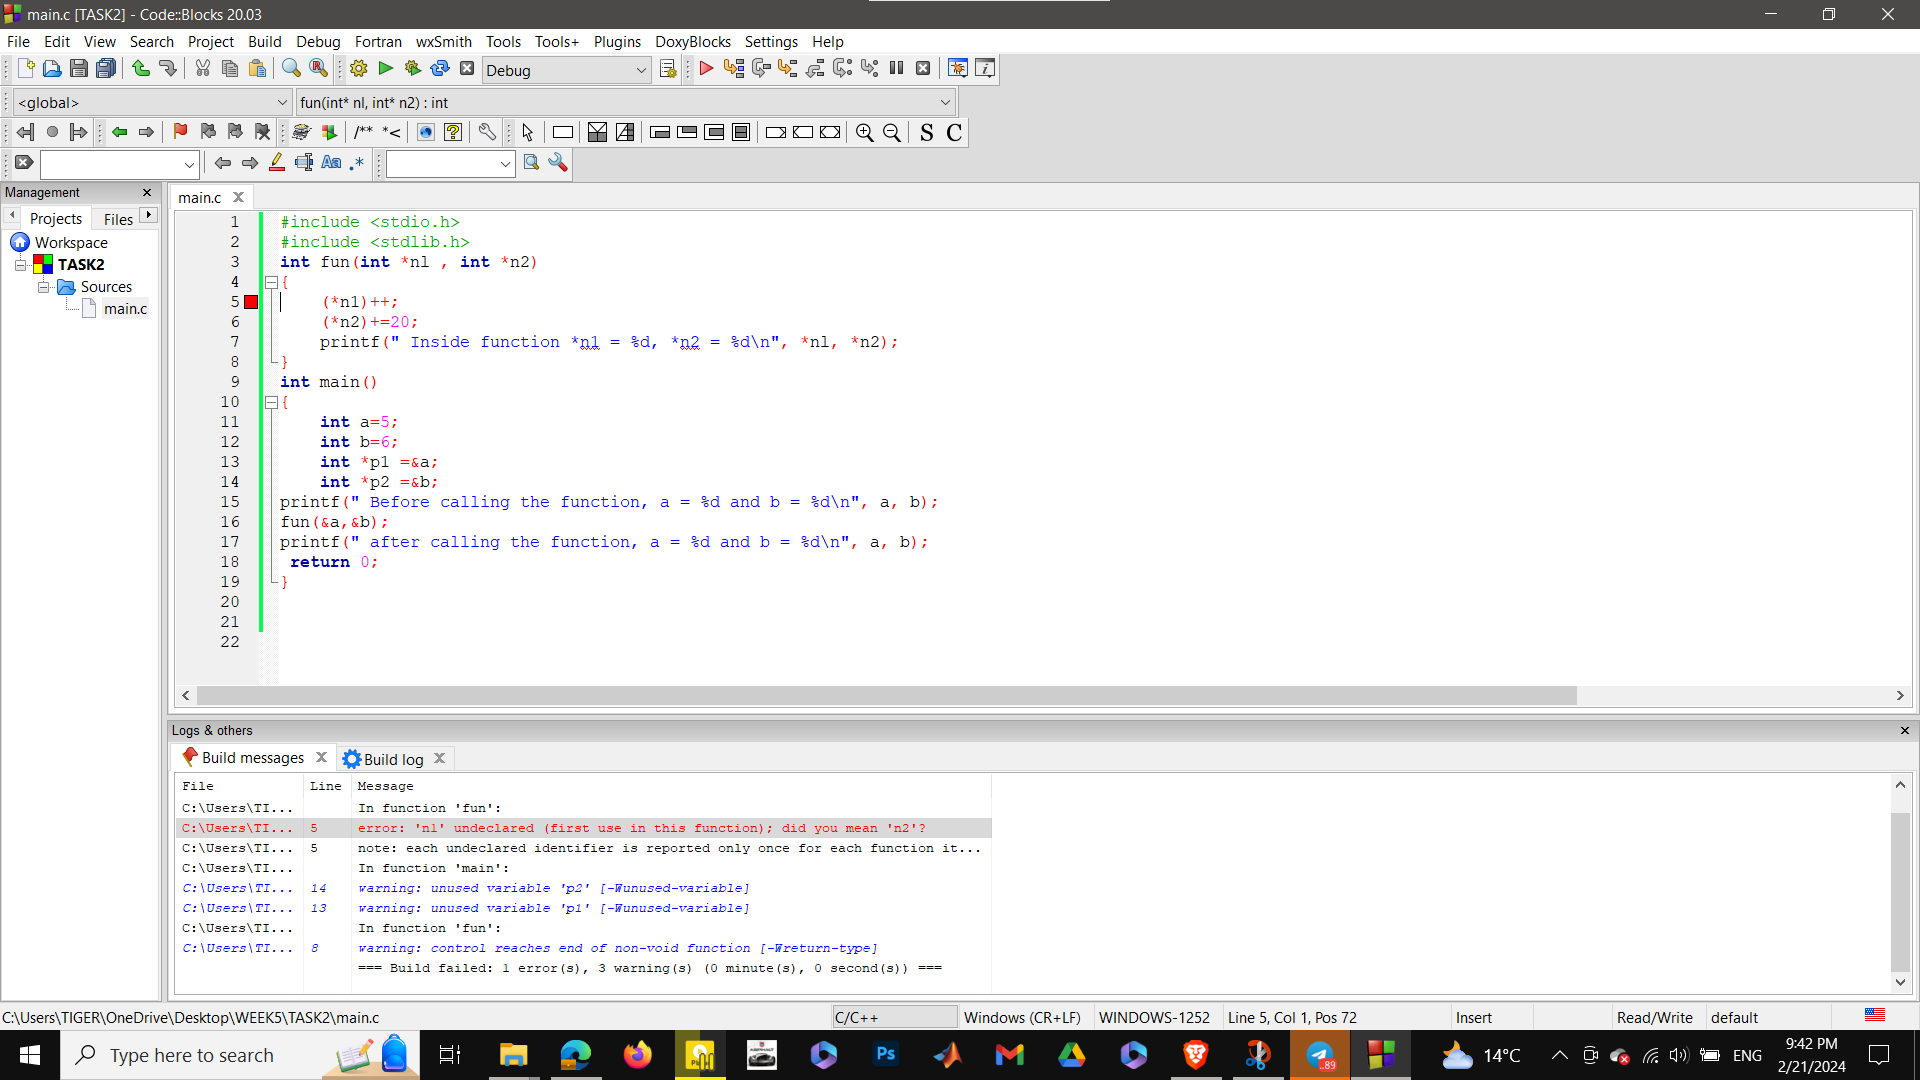 main.c [TASK2] - Code::Blocks 20.03
File Edit View Search Project Build Debug Fortran wxSmith Tools Tools+ Plugins DoxyBlocks Settings Help
Debug
<global> fun(int* nl, int* n2) : int
/** *<
S C
Aa .*
Management
main.c
Projects Files
Workspace
TASK2
Sources
main.c
1 #include <stdio.h>
2 #include <stdlib.h>
3 int fun(int *nl , int *n2)
4 {
5 (*n1)++;
6 (*n2)+=20;
7 printf(" Inside function *n1 = %d, *n2 = %d\n", *nl, *n2);
8 }
9 int main()
10 {
11 int a=5;
12 int b=6;
13 int *p1 =&a;
14 int *p2 =&b;
15 printf(" Before calling the function, a = %d and b = %d\n", a, b);
16 fun(&a,&b);
17 printf(" after calling the function, a = %d and b = %d\n", a, b);
18 return 0;
19 }
20
21
22
Logs & others
Build messages Build log
File Line Message
C:\Users\TI... In function 'fun':
C:\Users\TI... 5 error: 'n1' undeclared (first use in this function); did you mean 'n2'?
C:\Users\TI... 5 note: each undeclared identifier is reported only once for each function it...
C:\Users\TI... In function 'main':
C:\Users\TI... 14 warning: unused variable 'p2' [-Wunused-variable]
C:\Users\TI... 13 warning: unused variable 'p1' [-Wunused-variable]
C:\Users\TI... In function 'fun':
C:\Users\TI... 8 warning: control reaches end of non-void function [-Wreturn-type]
=== Build failed: 1 error(s), 3 warning(s) (0 minute(s), 0 second(s)) ===
C:\Users\TIGER\OneDrive\Desktop\WEEK5\TASK2\main.c C/C++ Windows (CR+LF) WINDOWS-1252 Line 5, Col 1, Pos 72 Insert Read/Write default
Type here to search
Ps
..89
14°C
ENG
9:42 PM
2/21/2024